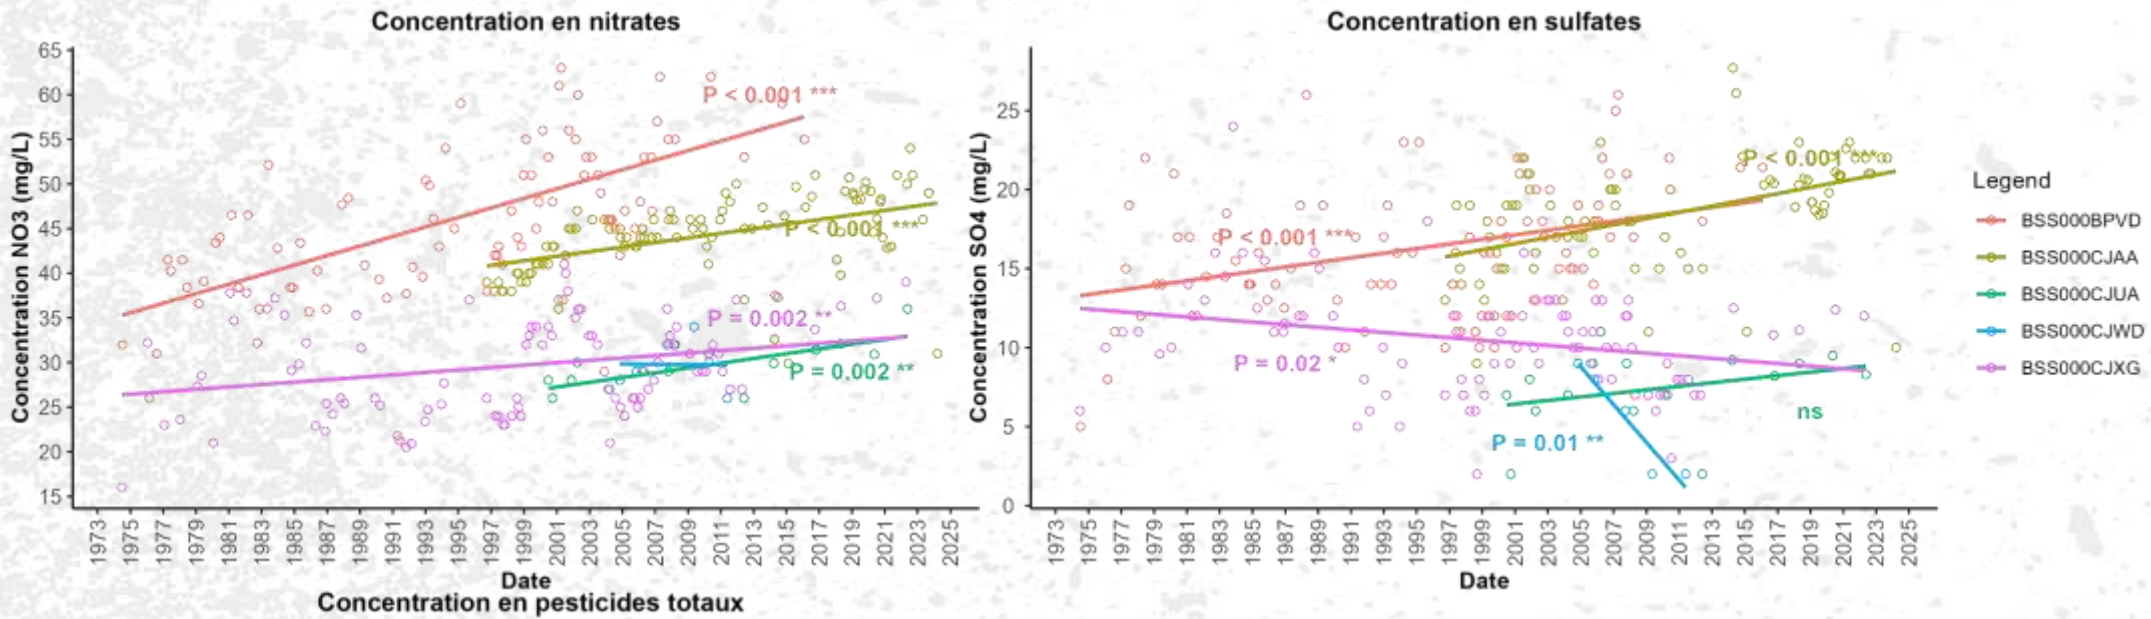 Concentration en nitrates
65
60
55
50
45
40
35
30
25
20
15
Concentration NO3 (mg/L)
P < 0.001 ***
P < 0.001 ***
P = 0.002 **
P = 0.002 **
1973 1975 1977 1979 1981 1983 1985 1987 1989 1991 1993 1995 1997 1999 2001 2003 2005 2007 2009 2011 2013 2015 2017 2019 2021 2023 2025
Date
Concentration en sulfates
25
20
15
10
5
0
Concentration SO4 (mg/L)
P < 0.001 ***
P < 0.001 ***
P = 0.02 *
P = 0.01 **
ns
1973 1975 1977 1979 1981 1983 1985 1987 1989 1991 1993 1995 1997 1999 2001 2003 2005 2007 2009 2011 2013 2015 2017 2019 2021 2023 2025
Date
Legend
BSS000BPVD
BSS000CJAA
BSS000CJUA
BSS000CJWD
BSS000CJXG
Concentration en pesticides totaux